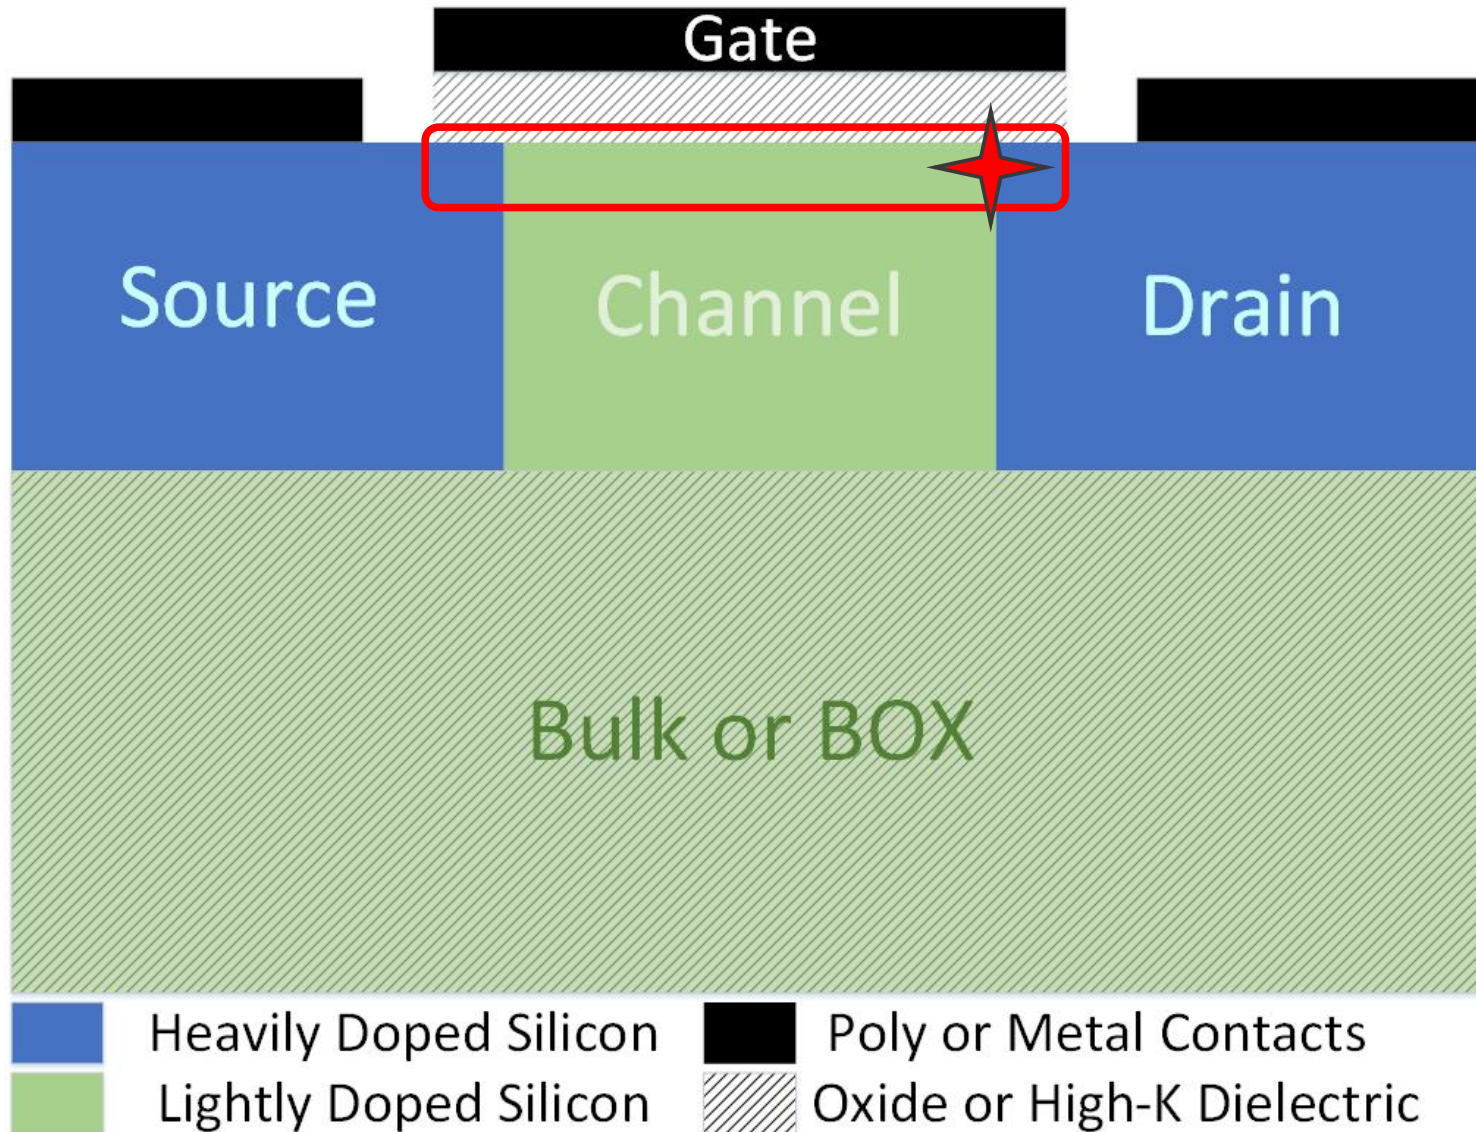 Gate
Source
Channel
Drain
Bulk or BOX
Heavily Doped Silicon
Poly or Metal Contacts
Lightly Doped Silicon
Oxide or High-K Dielectric